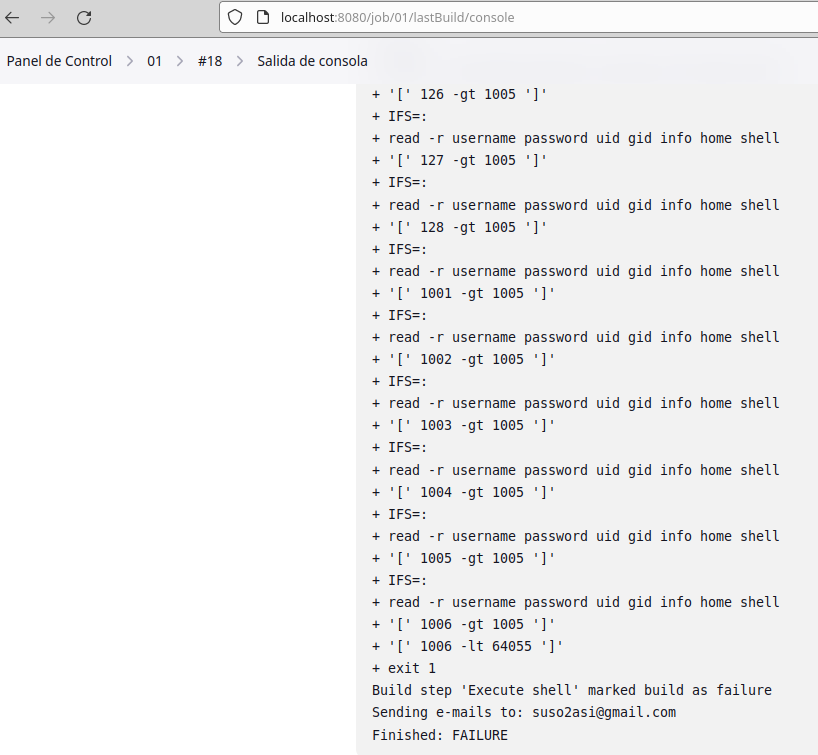 localhost:8080/job/01/lastBuild/console
Panel de Control > 01 > #18 > Salida de consola
+ '[' 126 -gt 1005 ']'
+ IFS=:
+ read -r username password uid gid info home shell
+ '[' 127 -gt 1005 ']'
+ IFS=:
+ read -r username password uid gid info home shell
+ '[' 128 -gt 1005 ']'
+ IFS=:
+ read -r username password uid gid info home shell
+ '[' 1001 -gt 1005 ']'
+ IFS=:
+ read -r username password uid gid info home shell
+ '[' 1002 -gt 1005 ']'
+ IFS=:
+ read -r username password uid gid info home shell
+ '[' 1003 -gt 1005 ']'
+ IFS=:
+ read -r username password uid gid info home shell
+ '[' 1004 -gt 1005 ']'
+ IFS=:
+ read -r username password uid gid info home shell
+ '[' 1005 -gt 1005 ']'
+ IFS=:
+ read -r username password uid gid info home shell
+ '[' 1006 -gt 1005 ']'
+ '[' 1006 -lt 64055 ']'
+ exit 1
Build step 'Execute shell' marked build as failure
Sending e-mails to: suso2asi@gmail.com
Finished: FAILURE